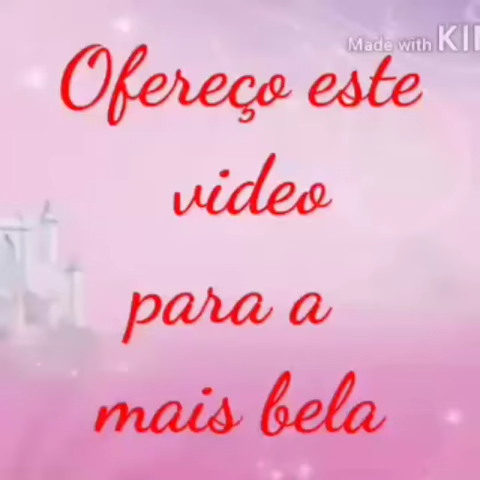 Made with KI
Ofereço este
video
para a
mais bela